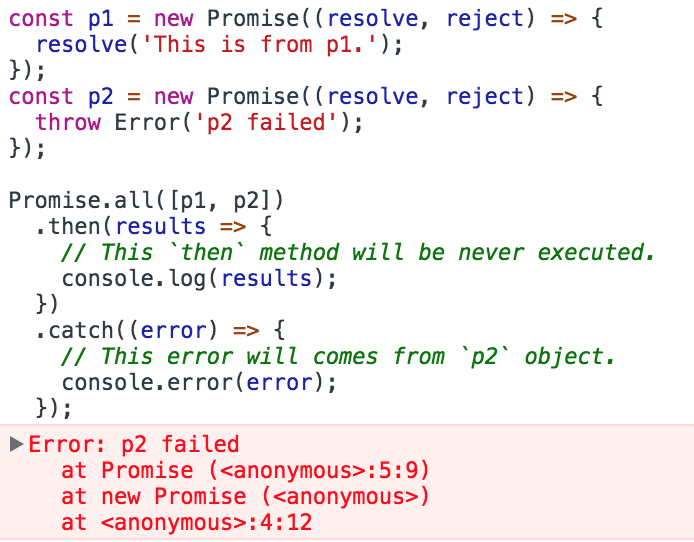 const p1 = new Promise((resolve, reject) => {
  resolve('This is from p1.');
});
const p2 = new Promise((resolve, reject) => {
  throw Error('p2 failed');
});

Promise.all([p1, p2])
  .then(results => {
    // This `then` method will be never executed.
    console.log(results);
  })
  .catch((error) => {
    // This error will comes from `p2` object.
    console.error(error);
  });
Error: p2 failed
    at Promise (<anonymous>:5:9)
    at new Promise (<anonymous>)
    at <anonymous>:4:12